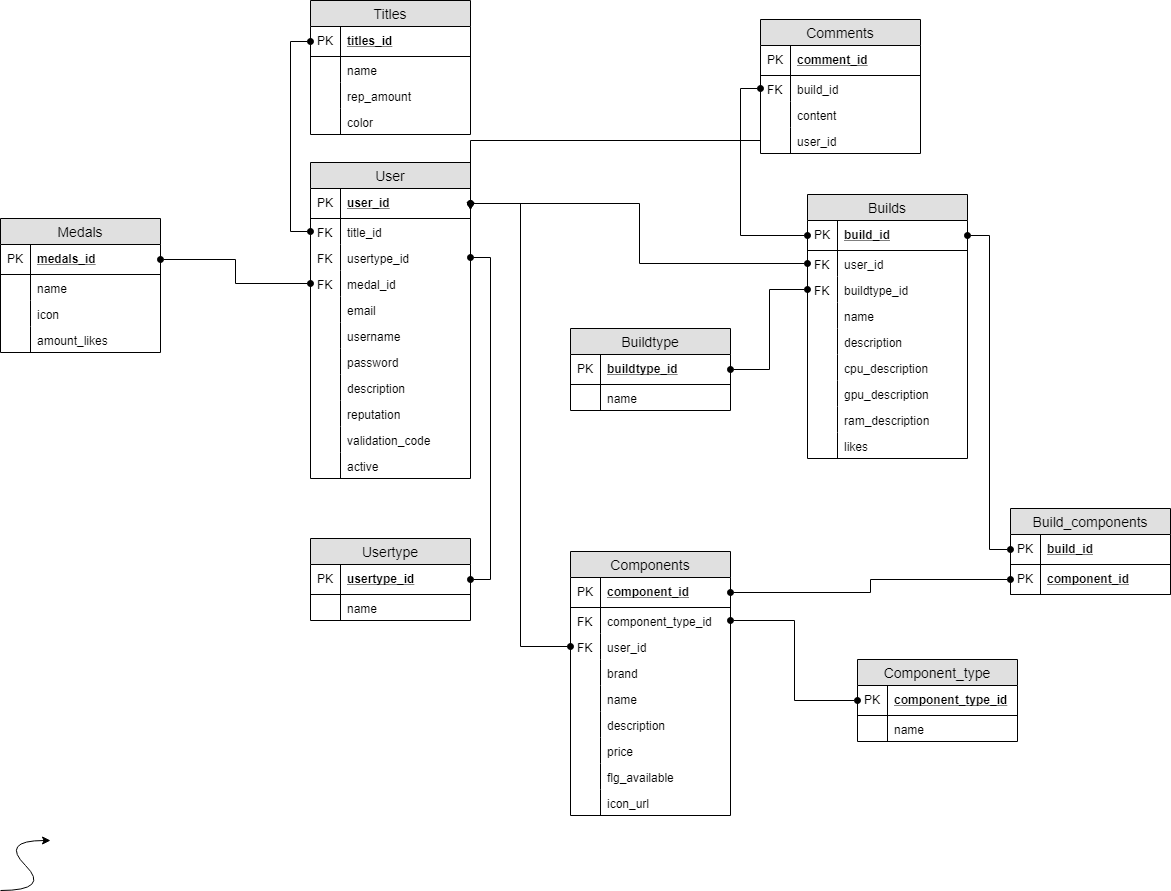 Titles
PK titles_id
name
rep_amount
color
Comments
PK comment_id
FK build_id
content
user_id
User
PK user_id
FK title_id
FK usertype_id
FK medal_id
email
username
password
description
reputation
validation_code
active
Medals
PK medals_id
name
icon
amount_likes
Builds
PK build_id
FK user_id
FK buildtype_id
name
description
cpu_description
gpu_description
ram_description
likes
Buildtype
PK buildtype_id
name
Usertype
PK usertype_id
name
Components
PK component_id
FK component_type_id
FK user_id
brand
name
description
price
flg_available
icon_url
Build_components
PK build_id
PK component_id
Component_type
PK component_type_id
name